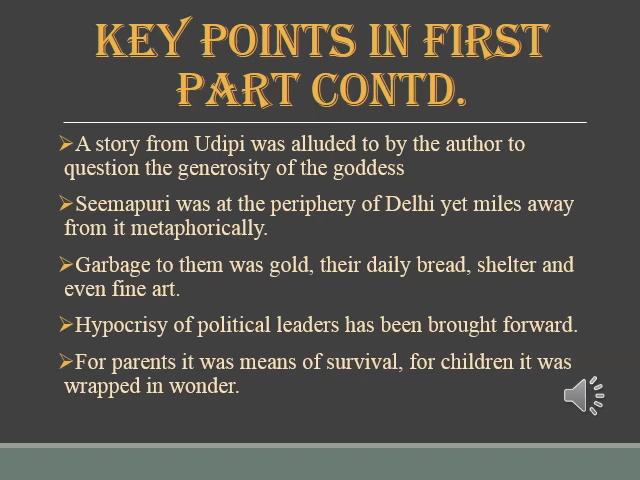 KEY POINTS IN FIRST
PART CONTD.
➢A story from Udipi was alluded to by the author to
question the generosity of the goddess
➢Seemapuri was at the periphery of Delhi yet miles away
from it metaphorically.
➢Garbage to them was gold, their daily bread, shelter and
even fine art.
➢Hypocrisy of political leaders has been brought forward.
➢For parents it was means of survival, for children it was
wrapped in wonder.